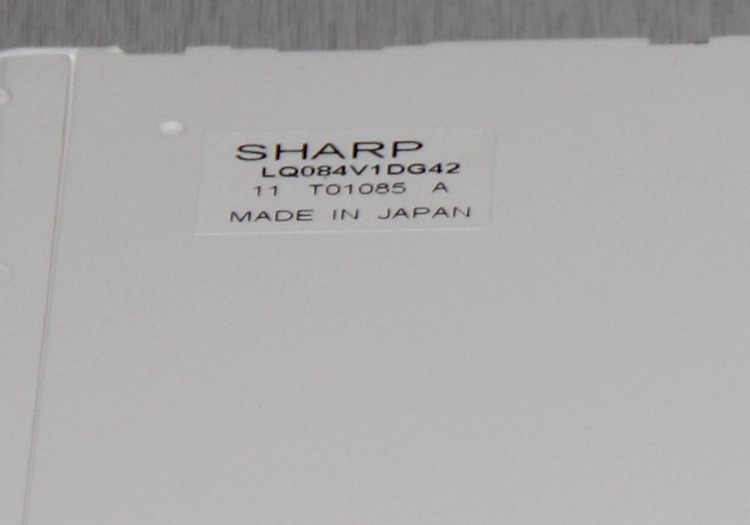 SHARP
LQ084V1DG42
11 T01085 A
MADE IN JAPAN